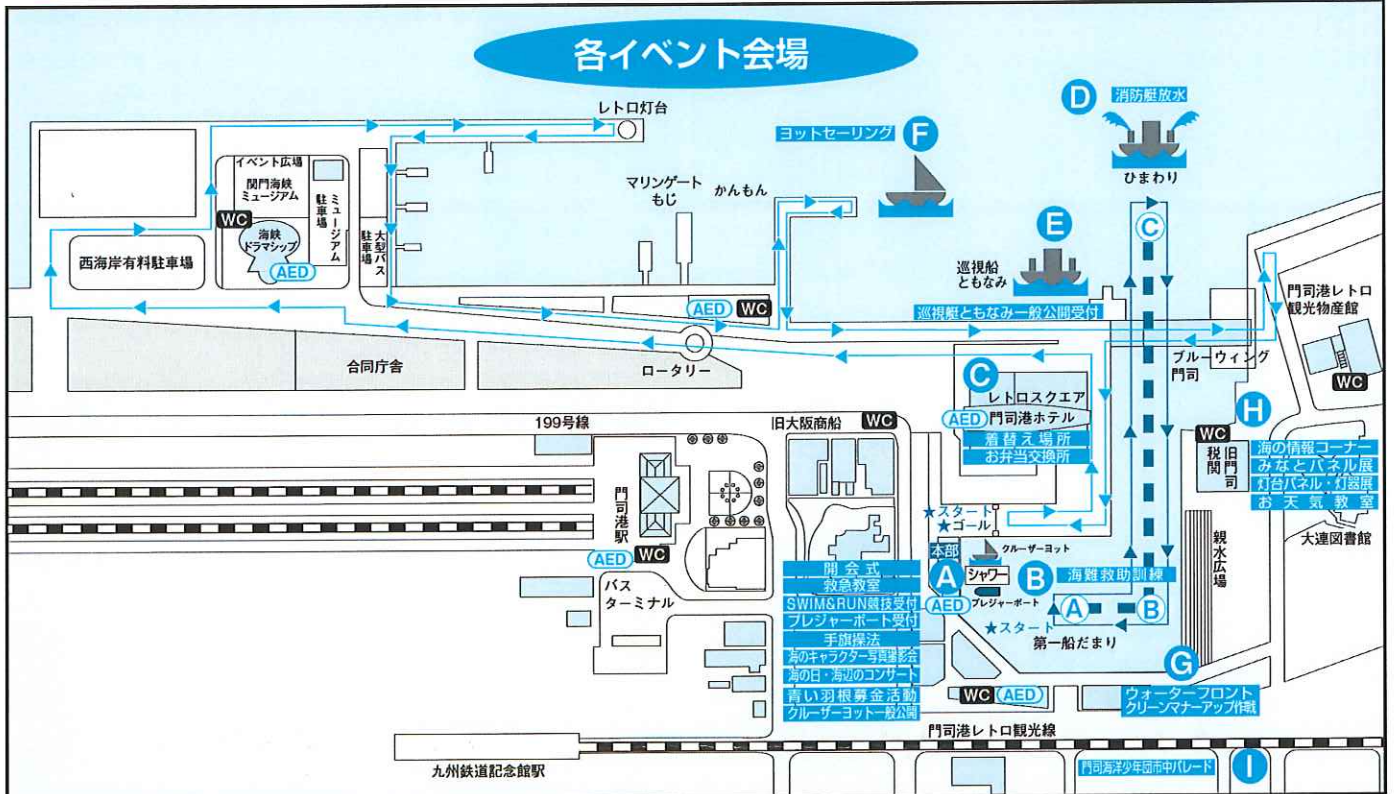 各イベント会場
レトロ灯台
D 消防艇放水
ひまわり
ヨットセーリング F
イベント広場
関門海峡
ミュージアム
ミュージアム
駐車場
WC
海峡
ドラマシップ
AED
大型バス
駐車場
西海岸有料駐車場
マリンゲート
もじ
かんもん
E
巡視船
ともなみ
巡視艇ともなみ一般公開受付
C
門司港レトロ
観光物産館
WC
AED WC
ブルーウィング
門司
合同庁舎
ロータリー
C
レトロスクエア
AED 門司港ホテル
着替え場所
お弁当交換所
H
WC
旧門司
税関
海の情報コーナー
みなとパネル展
灯台パネル・灯器展
お天気教室
大連図書館
199号線
旧大阪商船 WC
門司港駅
AED WC
バス
ターミナル
★スタート
★ゴール
本部
クルーザーヨット
A
シャワー
B
海難救助訓練
AED
プレジャーボート
A
B
★スタート
第一船だまり
親水広場
開会式
救急教室
SWIM&RUN競技受付
プレジャーボート受付
手旗操法
海のキャラクター写真撮影会
海の日・海辺のコンサート
青い羽根募金活動
クルーザーヨット一般公開
WC AED
G
ウォーターフロント
クリーンマナーアップ作戦
門司港レトロ観光線
九州鉄道記念館駅
門司海洋少年団市中パレード I